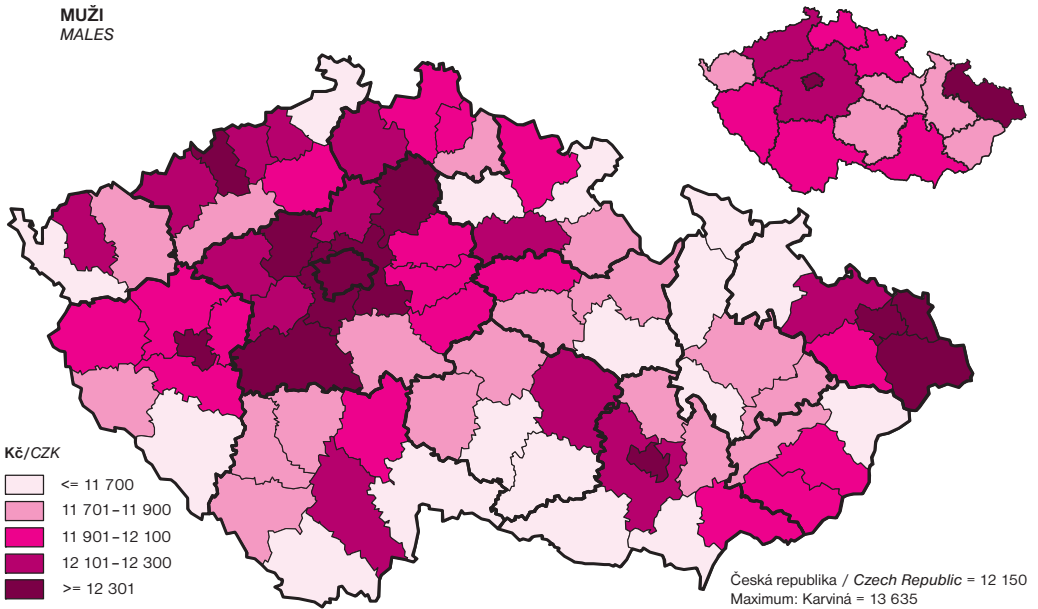 MUŽI
MALES
Kč/CZK
<= 11 700
11 701–11 900
11 901–12 100
12 101–12 300
>= 12 301
Česká republika / Czech Republic = 12 150
Maximum: Karviná = 13 635